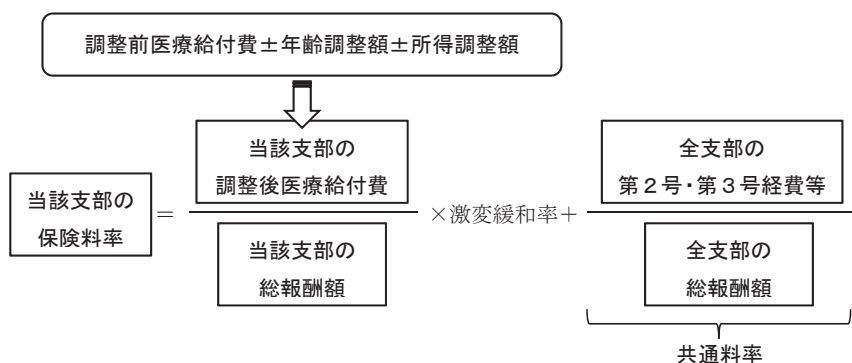 調整前医療給付費±年齢調整額±所得調整額
当該支部の
保険料率
=
当該支部の
調整後医療給付費
当該支部の
総報酬額
×激変緩和率+
全支部の
第２号・第３号経費等
全支部の
総報酬額
共通料率